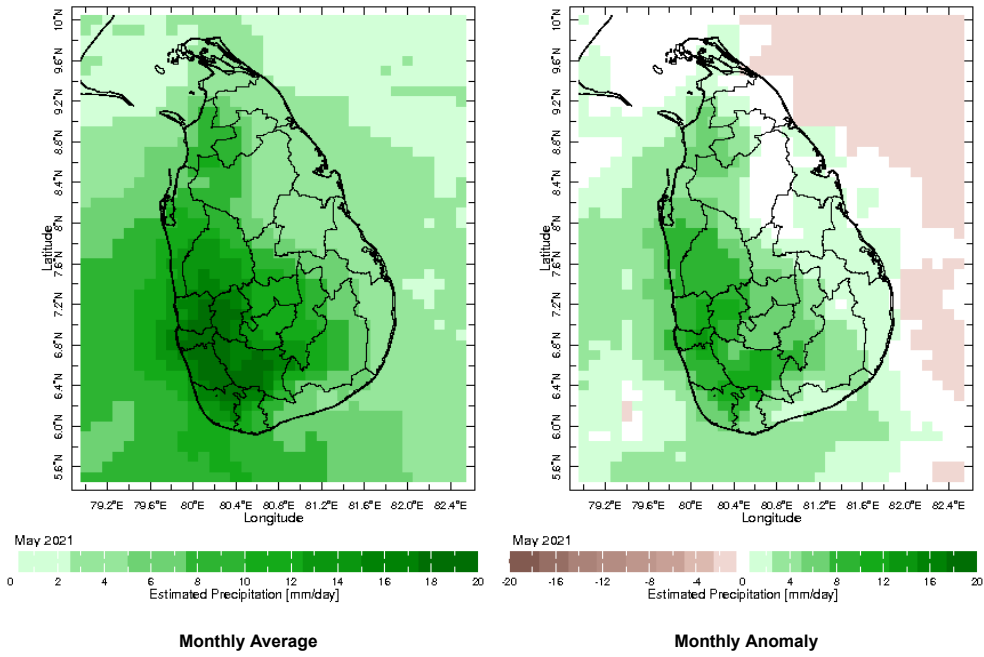 10°N
9.6°N
9.2°N
8.8°N
8.4°N
8°N
7.6°N
7.2°N
6.8°N
6.4°N
6.0°N
5.6°N
Latitude
79.2°E 79.6°E 80°E 80.4°E 80.8°E 81.2°E 81.6°E 82.0°E 82.4°E
Longitude
May 2021
0 2 4 6 8 10 12 14 16 18 20
Estimated Precipitation [mm/day]
Monthly Average
10°N
9.6°N
9.2°N
8.8°N
8.4°N
8°N
7.6°N
7.2°N
6.8°N
6.4°N
6.0°N
5.6°N
Latitude
79.2°E 79.6°E 80°E 80.4°E 80.8°E 81.2°E 81.6°E 82.0°E 82.4°E
Longitude
May 2021
-20 -16 -12 -8 -4 0 4 8 12 16 20
Estimated Precipitation [mm/day]
Monthly Anomaly